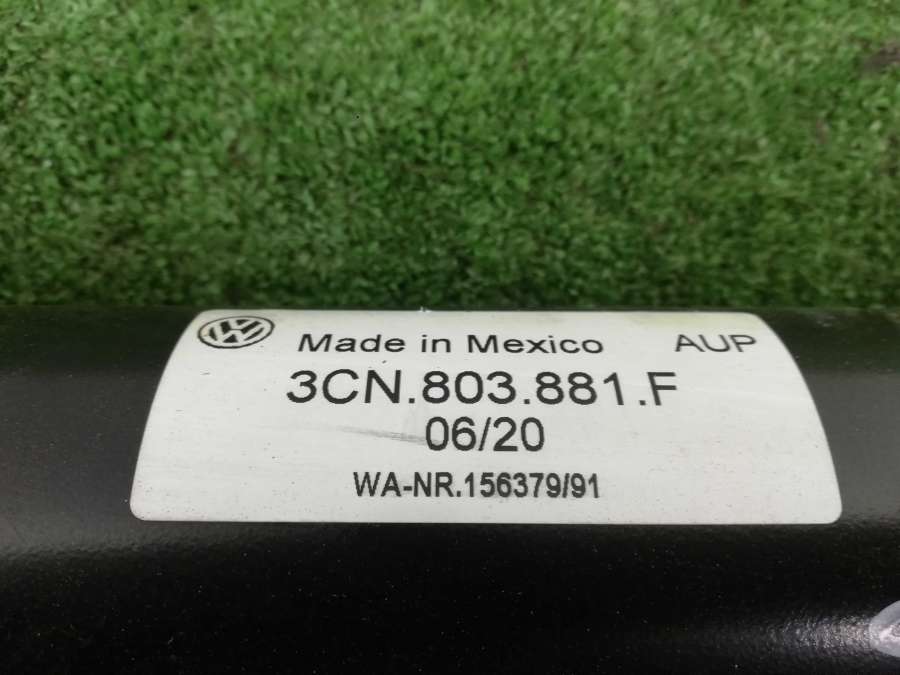 Made in Mexico AUP
3CN.803.881.F
06/20
WA-NR.156379/91